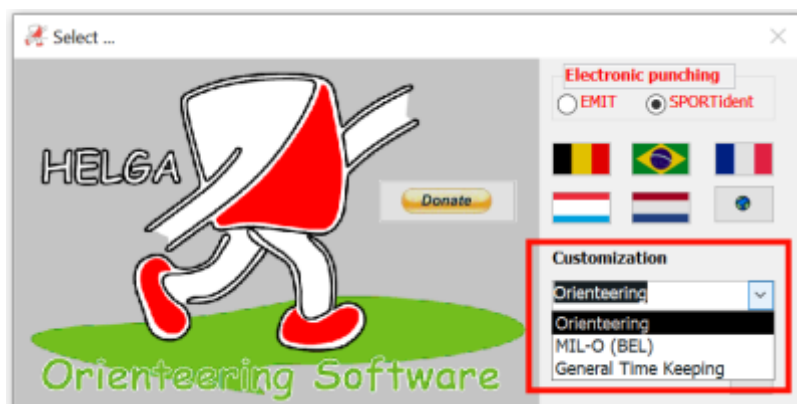 Select ...
Electronic punching
EMIT
SPORTident
HELGA
Donate
Customization
Orienteering
Orienteering
MIL-O (BEL)
General Time Keeping
Orienteering Software